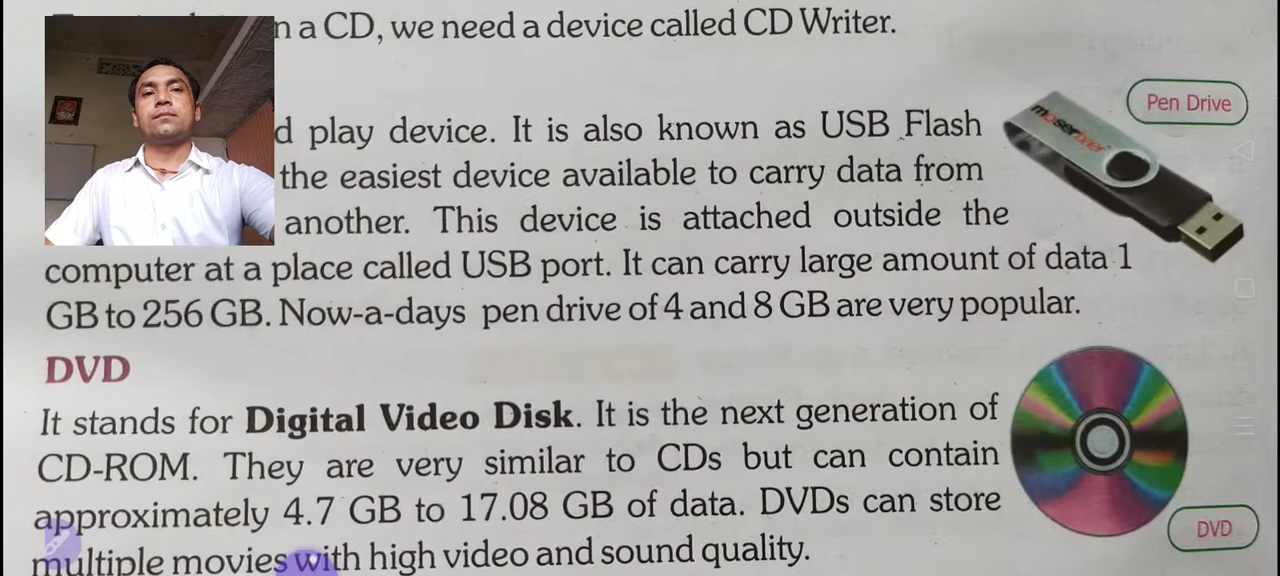 n a CD, we need a device called CD Writer.
Pen Drive
d play device. It is also known as USB Flash
moserbaer
the easiest device available to carry data from
another. This device is attached outside the
computer at a place called USB port. It can carry large amount of data 1
GB to 256 GB. Now-a-days pen drive of 4 and 8 GB are very popular.
DVD
It stands for Digital Video Disk. It is the next generation of
CD-ROM. They are very similar to CDs but can contain
approximately 4.7 GB to 17.08 GB of data. DVDs can store
DVD
multiple movies with high video and sound quality.